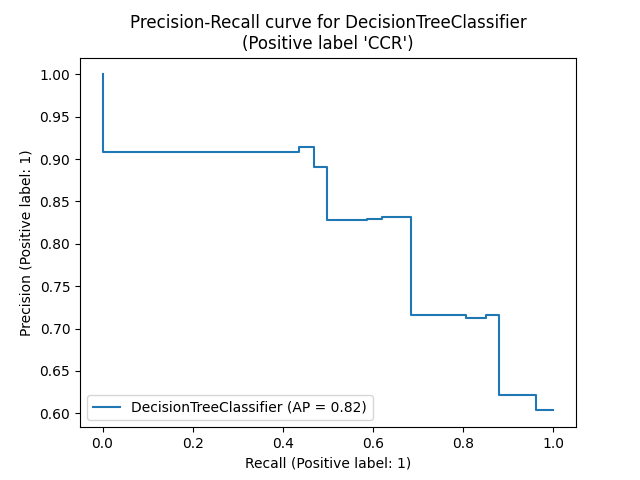 Precision-Recall curve for DecisionTreeClassifier
(Positive label 'CCR')
Precision (Positive label: 1)
1.00
0.95
0.90
0.85
0.80
0.75
0.70
0.65
0.60
DecisionTreeClassifier (AP = 0.82)
0.0 0.2 0.4 0.6 0.8 1.0
Recall (Positive label: 1)